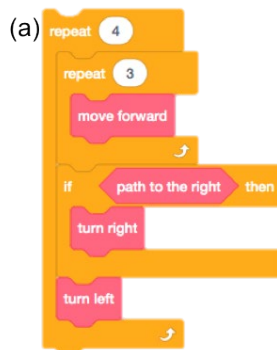 (a)
repeat 4
repeat 3
move forward
if path to the right then
turn right
turn left